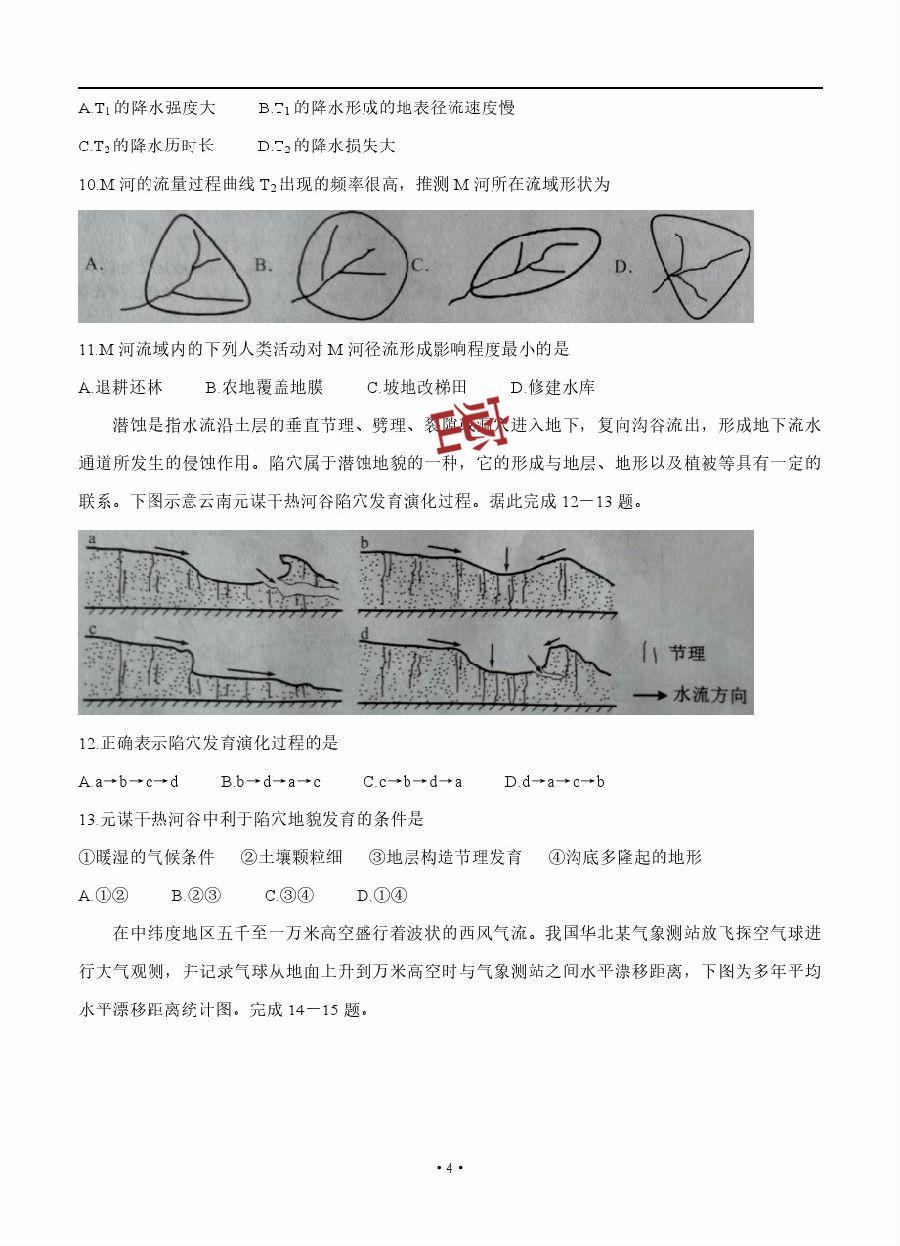 A.T₁的降水强度大 B.T₁的降水形成的地表径流速度慢
C.T₂的降水历时长 D.T₂的降水损失大
10.M河的流量过程曲线T₂出现的频率很高，推测M河所在流域形状为
A. B. C. D.
11.M河流域内的下列人类活动对M河径流形成影响程度最小的是
A.退耕还林 B.农地覆盖地膜 C.坡地改梯田 D.修建水库
潜蚀是指水流沿土层的垂直节理、劈理、裂隙或洞穴进入地下，复向沟谷流出，形成地下流水
通道所发生的侵蚀作用。陷穴属于潜蚀地貌的一种，它的形成与地层、地形以及植被等具有一定的
联系。下图示意云南元谋干热河谷陷穴发育演化过程。据此完成12－13题。
a b
c d
节理
水流方向
12.正确表示陷穴发育演化过程的是
A.a→b→c→d B.b→d→a→c C.c→b→d→a D.d→a→c→b
13.元谋干热河谷中利于陷穴地貌发育的条件是
①暖湿的气候条件 ②土壤颗粒细 ③地层构造节理发育 ④沟底多隆起的地形
A.①② B.②③ C.③④ D.①④
在中纬度地区五千至一万米高空盛行着波状的西风气流。我国华北某气象测站放飞探空气球进
行大气观测，并记录气球从地面上升到万米高空时与气象测站之间水平漂移距离，下图为多年平均
水平漂移距离统计图。完成14－15题。
·4·